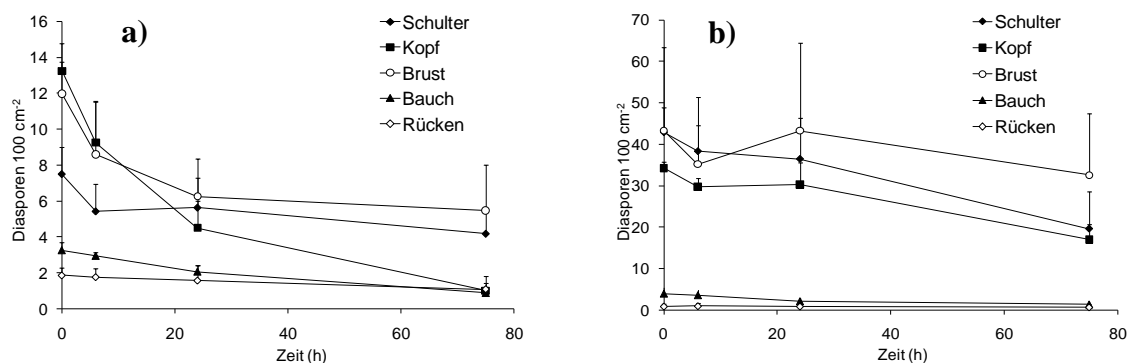 a)
Schulter
Kopf
Brust
Bauch
Rücken
Diasporen 100 cm⁻²
16
14
12
10
8
6
4
2
0
0 20 40 60 80
Zeit (h)
b)
Schulter
Kopf
Brust
Bauch
Rücken
Diasporen 100 cm⁻²
70
60
50
40
30
20
10
0
0 20 40 60 80
Zeit (h)